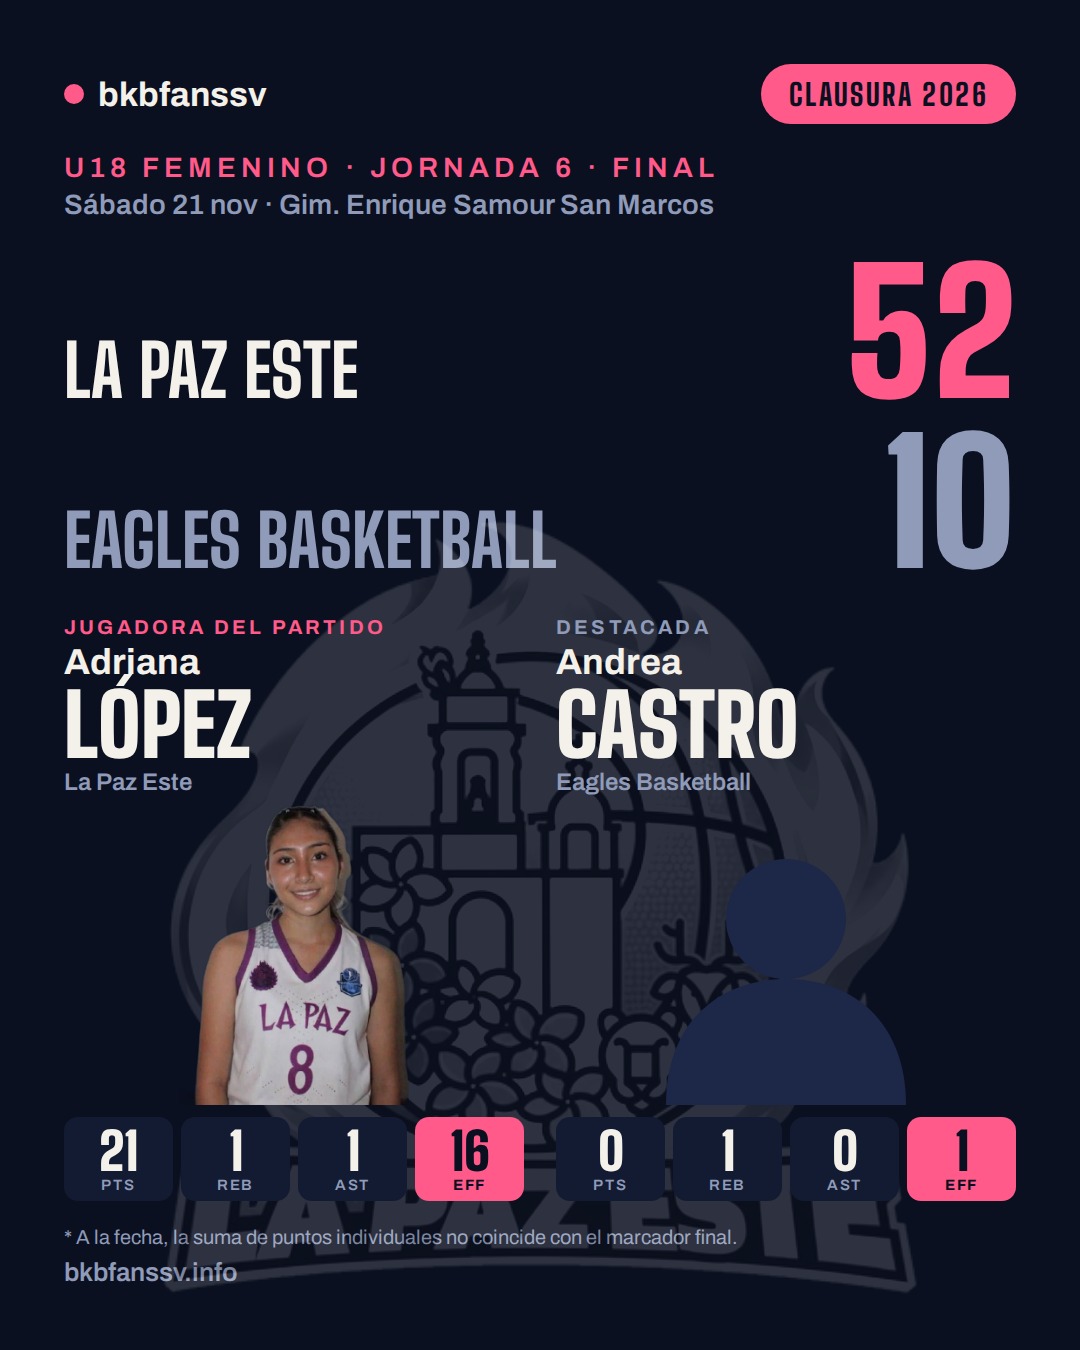 bkbfanssv
CLAUSURA 2026
U18 FEMENINO · JORNADA 6 · FINAL
Sábado 21 nov · Gim. Enrique Samour San Marcos
LA PAZ ESTE
52
EAGLES BASKETBALL
10
JUGADORA DEL PARTIDO
Adriana
LÓPEZ
La Paz Este
DESTACADA
Andrea
CASTRO
Eagles Basketball
LA PAZ
8
21
PTS
1
REB
1
AST
16
EFF
0
PTS
1
REB
0
AST
1
EFF
LA PAZ ESTE
* A la fecha, la suma de puntos individuales no coincide con el marcador final.
bkbfanssv.info